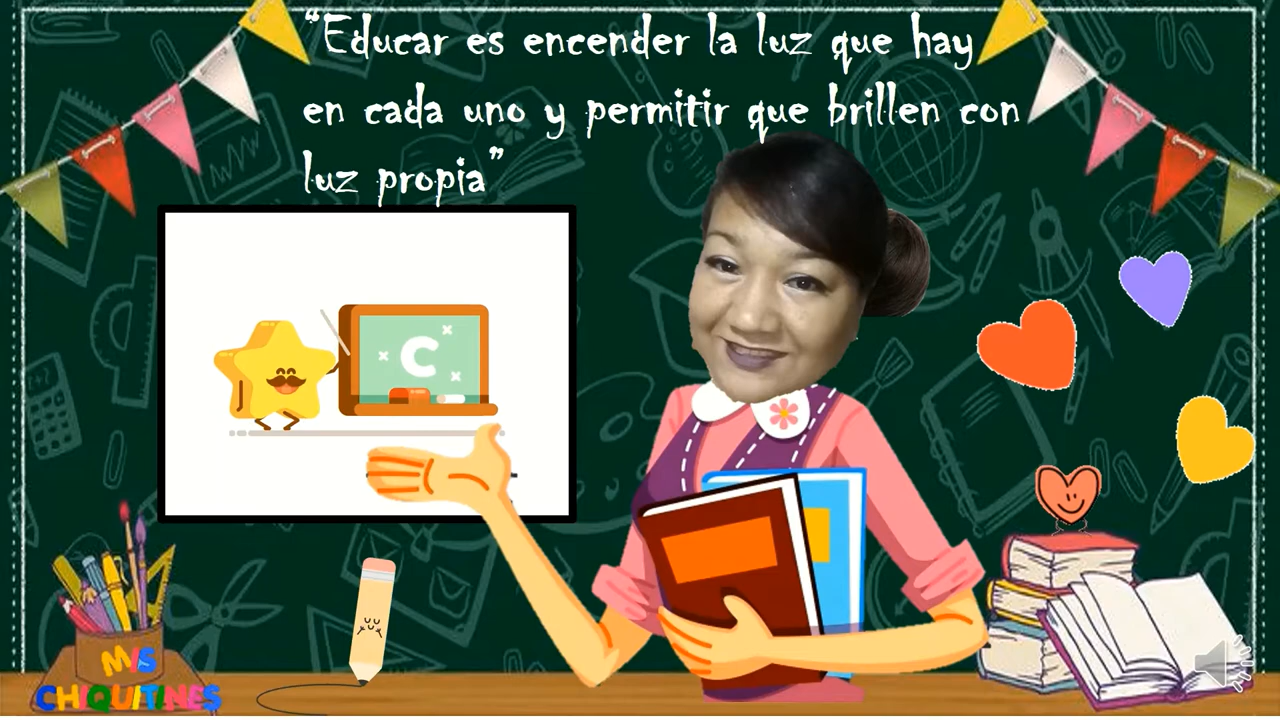 “Educar es encender la luz que hay
en cada uno y permitir que brillen con
luz propia”
C
MIS
CHIQUITINES